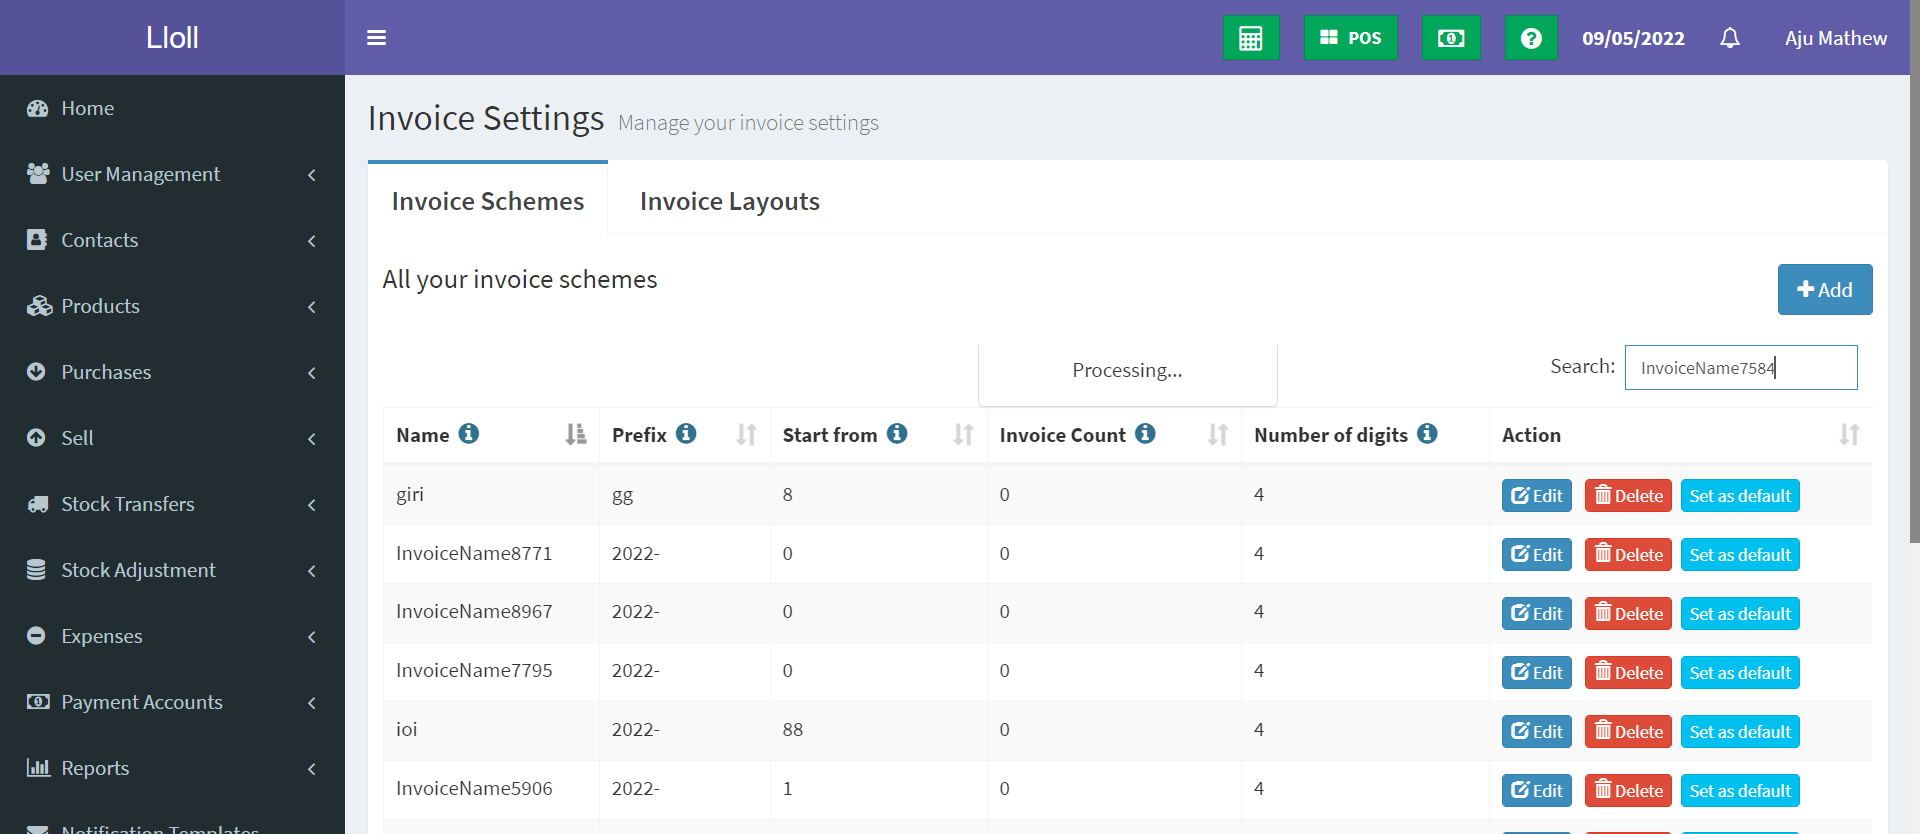 Lloll
POS
09/05/2022
Aju Mathew
Home
User Management
Contacts
Products
Purchases
Sell
Stock Transfers
Stock Adjustment
Expenses
Payment Accounts
Reports
Notification Templates
Invoice Settings Manage your invoice settings
Invoice Schemes Invoice Layouts
All your invoice schemes
Add
Processing...
Search: InvoiceName7584
Name Prefix Start from Invoice Count Number of digits Action
giri gg 8 0 4 Edit Delete Set as default
InvoiceName8771 2022- 0 0 4 Edit Delete Set as default
InvoiceName8967 2022- 0 0 4 Edit Delete Set as default
InvoiceName7795 2022- 0 0 4 Edit Delete Set as default
ioi 2022- 88 0 4 Edit Delete Set as default
InvoiceName5906 2022- 1 0 4 Edit Delete Set as default